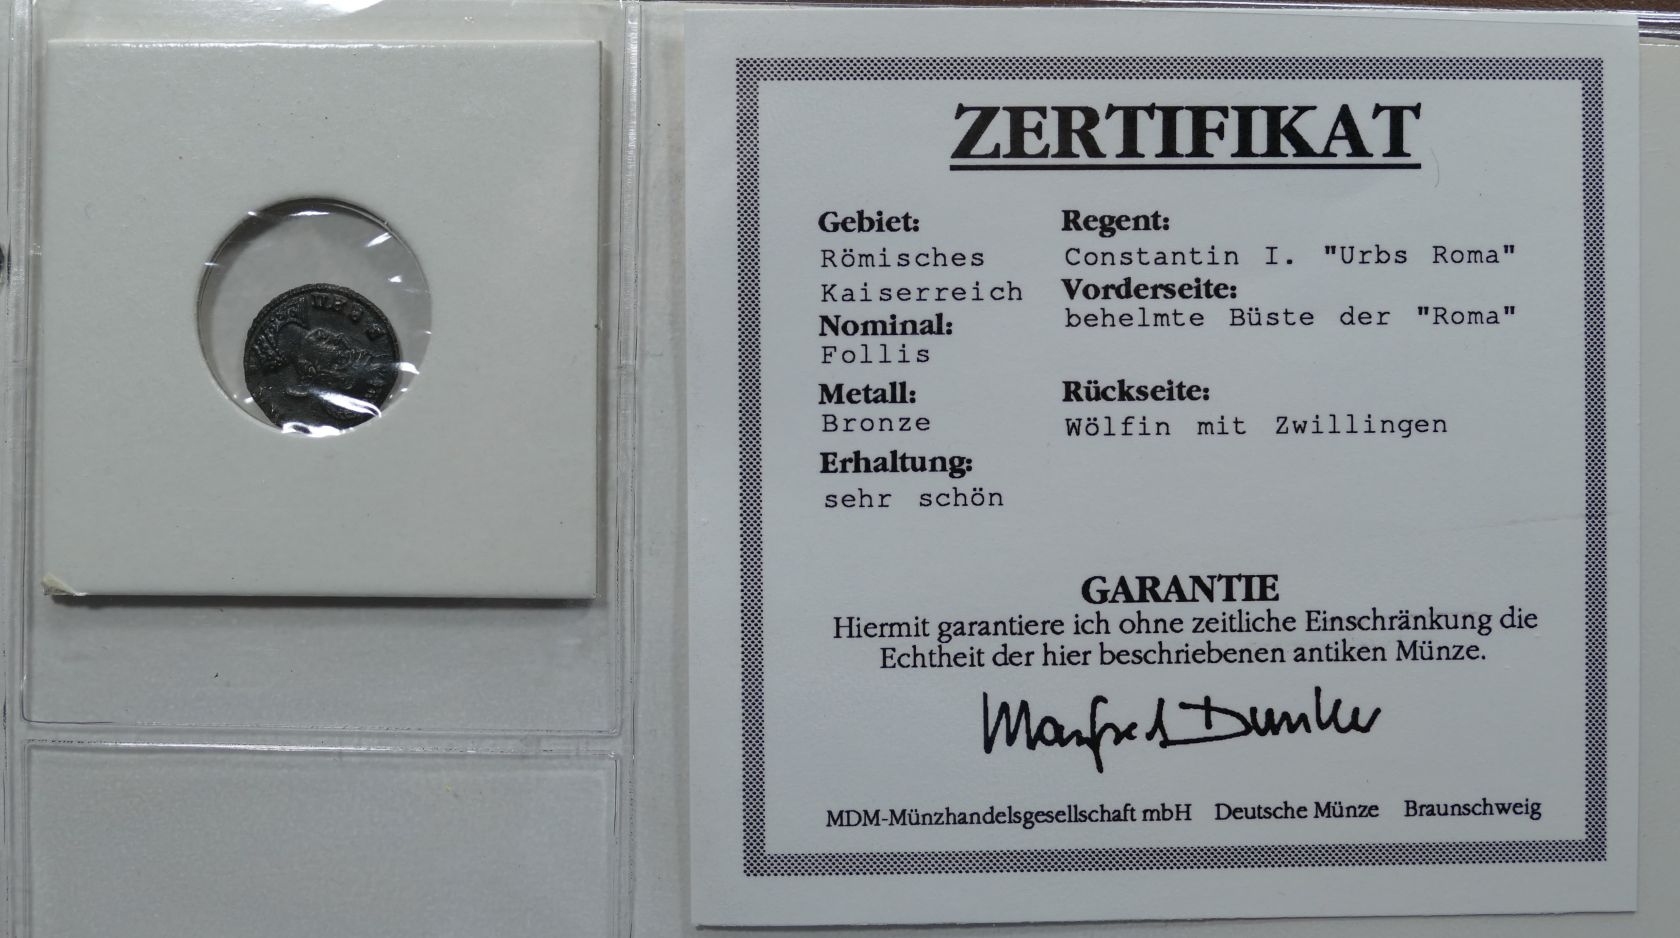 URBS
ZERTIFIKAT
Gebiet:
Römisches
Kaiserreich
Nominal:
Follis
Metall:
Bronze
Erhaltung:
sehr schön
Regent:
Constantin I. "Urbs Roma"
Vorderseite:
behelmte Büste der "Roma"
Rückseite:
Wölfin mit Zwillingen
GARANTIE
Hiermit garantiere ich ohne zeitliche Einschränkung die
Echtheit der hier beschriebenen antiken Münze.
MDM-Münzhandelsgesellschaft mbH Deutsche Münze Braunschweig